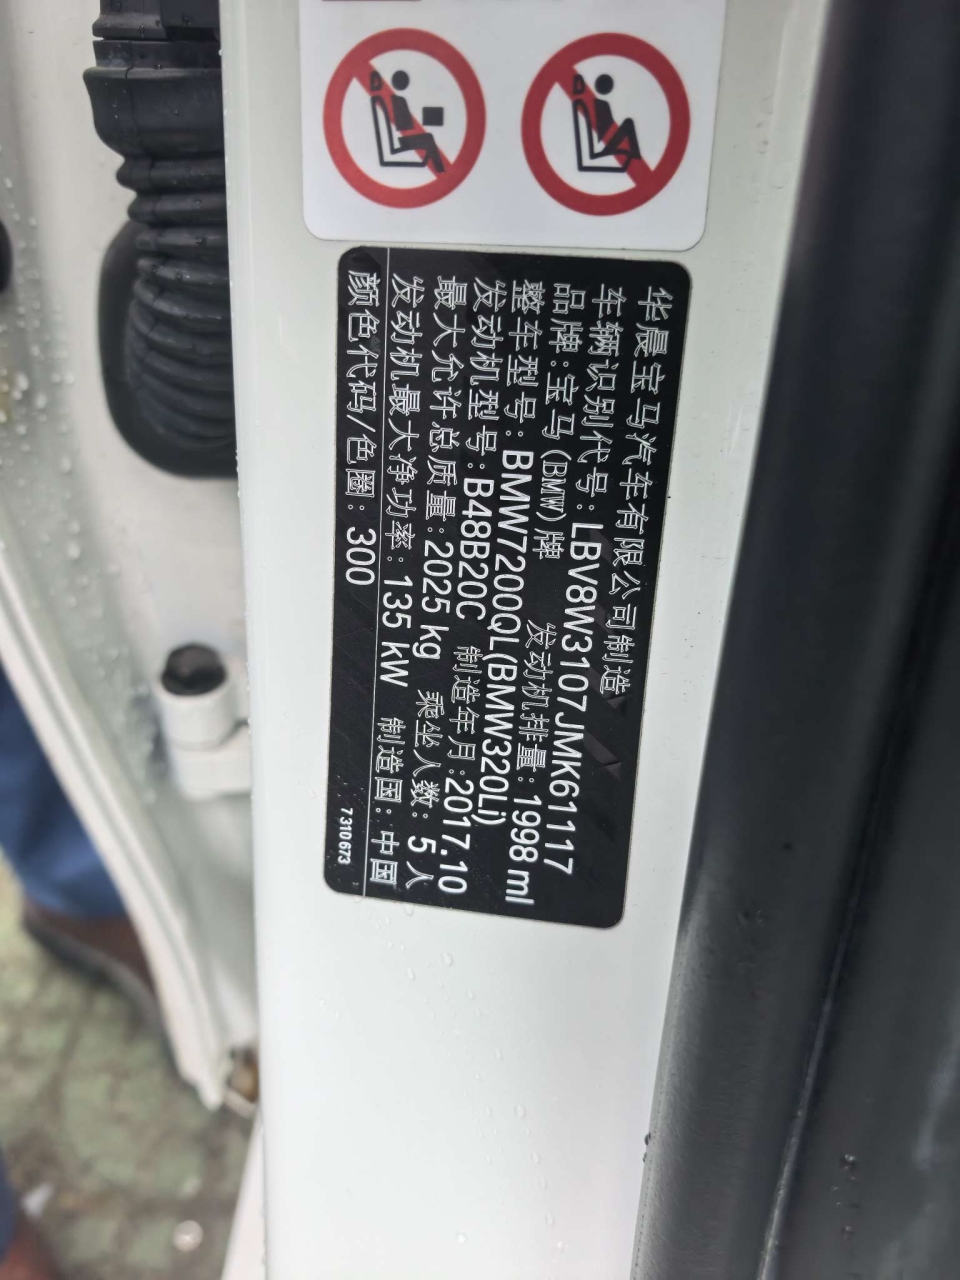 华晨宝马汽车有限公司制造
车辆识别代号:LBV8W3107JMK61117
品牌:宝马(BMW)牌 发动机排量:1998 ml
整车型号:BMW7200QL(BMW320Li)
发动机型号:B48B20C 制造年月:2017.10
最大允许总质量:2025 kg 乘坐人数:5人
发动机最大净功率:135 kW 制造国:中国
颜色代码/色圈:300
7310673